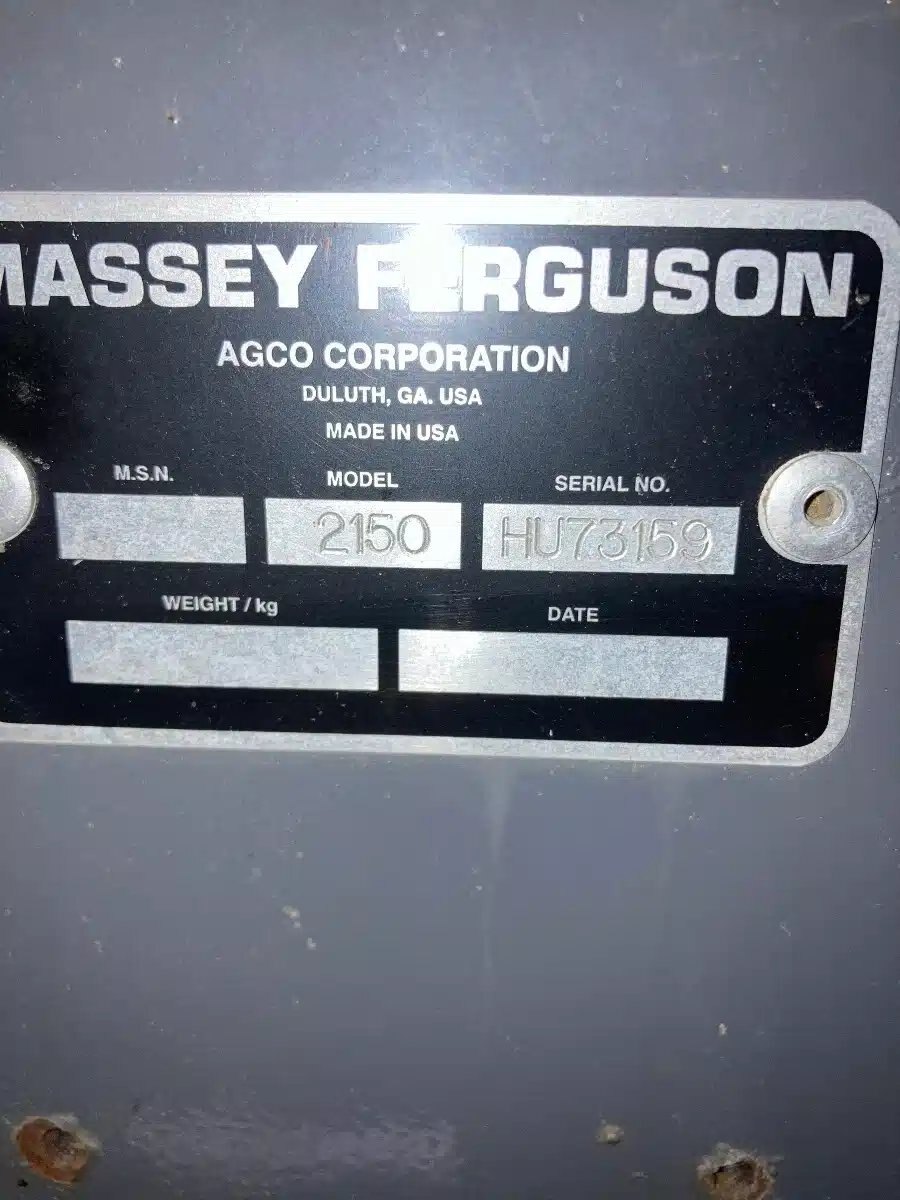 MASSEY FERGUSON
AGCO CORPORATION
DULUTH, GA. USA
MADE IN USA
M.S.N. MODEL SERIAL NO.
2150 HU73159
WEIGHT / kg DATE